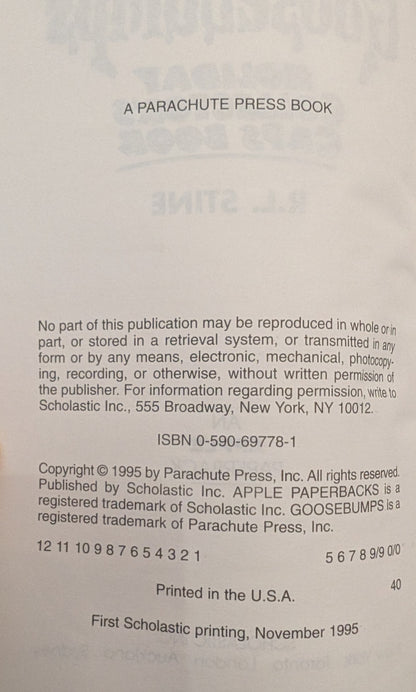 A PARACHUTE PRESS BOOK
No part of this publication may be reproduced in whole or in
part, or stored in a retrieval system, or transmitted in any
form or by any means, electronic, mechanical, photocopy-
ing, recording, or otherwise, without written permission of
the publisher. For information regarding permission, write to
Scholastic Inc., 555 Broadway, New York, NY 10012.
ISBN 0-590-69778-1
Copyright © 1995 by Parachute Press, Inc. All rights reserved.
Published by Scholastic Inc. APPLE PAPERBACKS is a
registered trademark of Scholastic Inc. GOOSEBUMPS is a
registered trademark of Parachute Press, Inc.
12 11 10 9 8 7 6 5 4 3 2 1 5 6 7 8 9/9 0/0
Printed in the U.S.A. 40
First Scholastic printing, November 1995